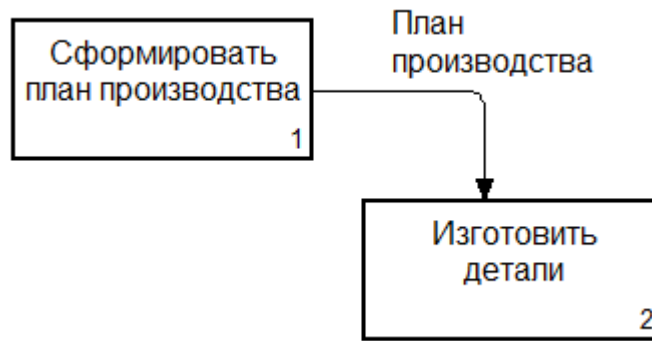 Сформировать
план производства
1
План
производства
Изготовить
детали
2